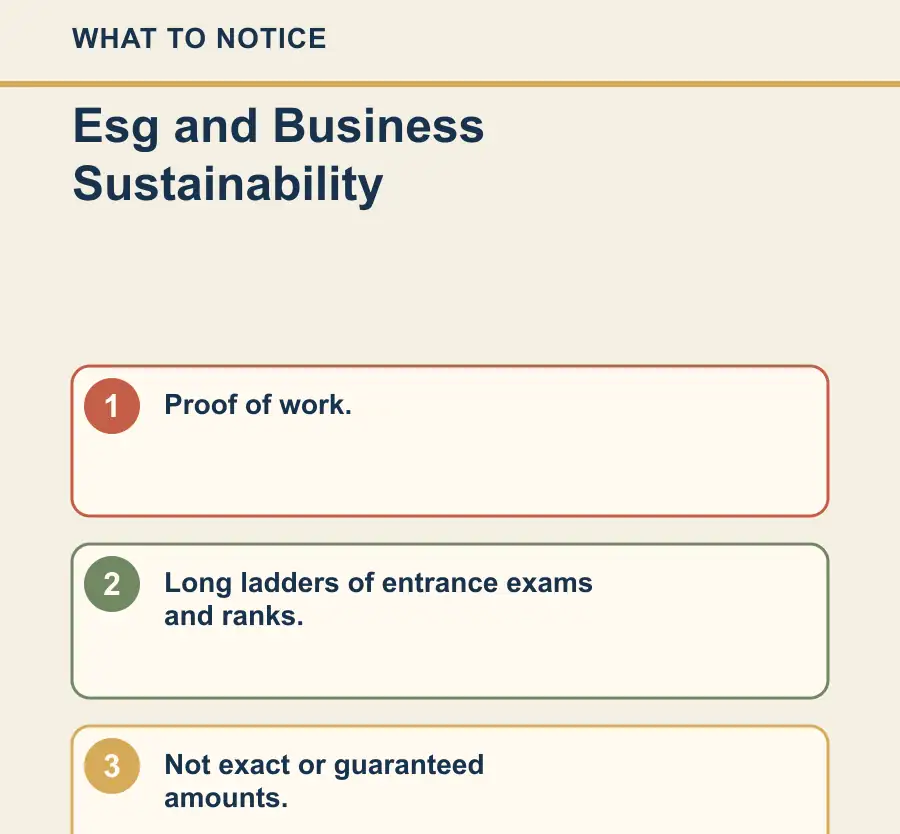 WHAT TO NOTICE
Esg and Business
Sustainability
1
Proof of work.
2
Long ladders of entrance exams
and ranks.
3
Not exact or guaranteed
amounts.